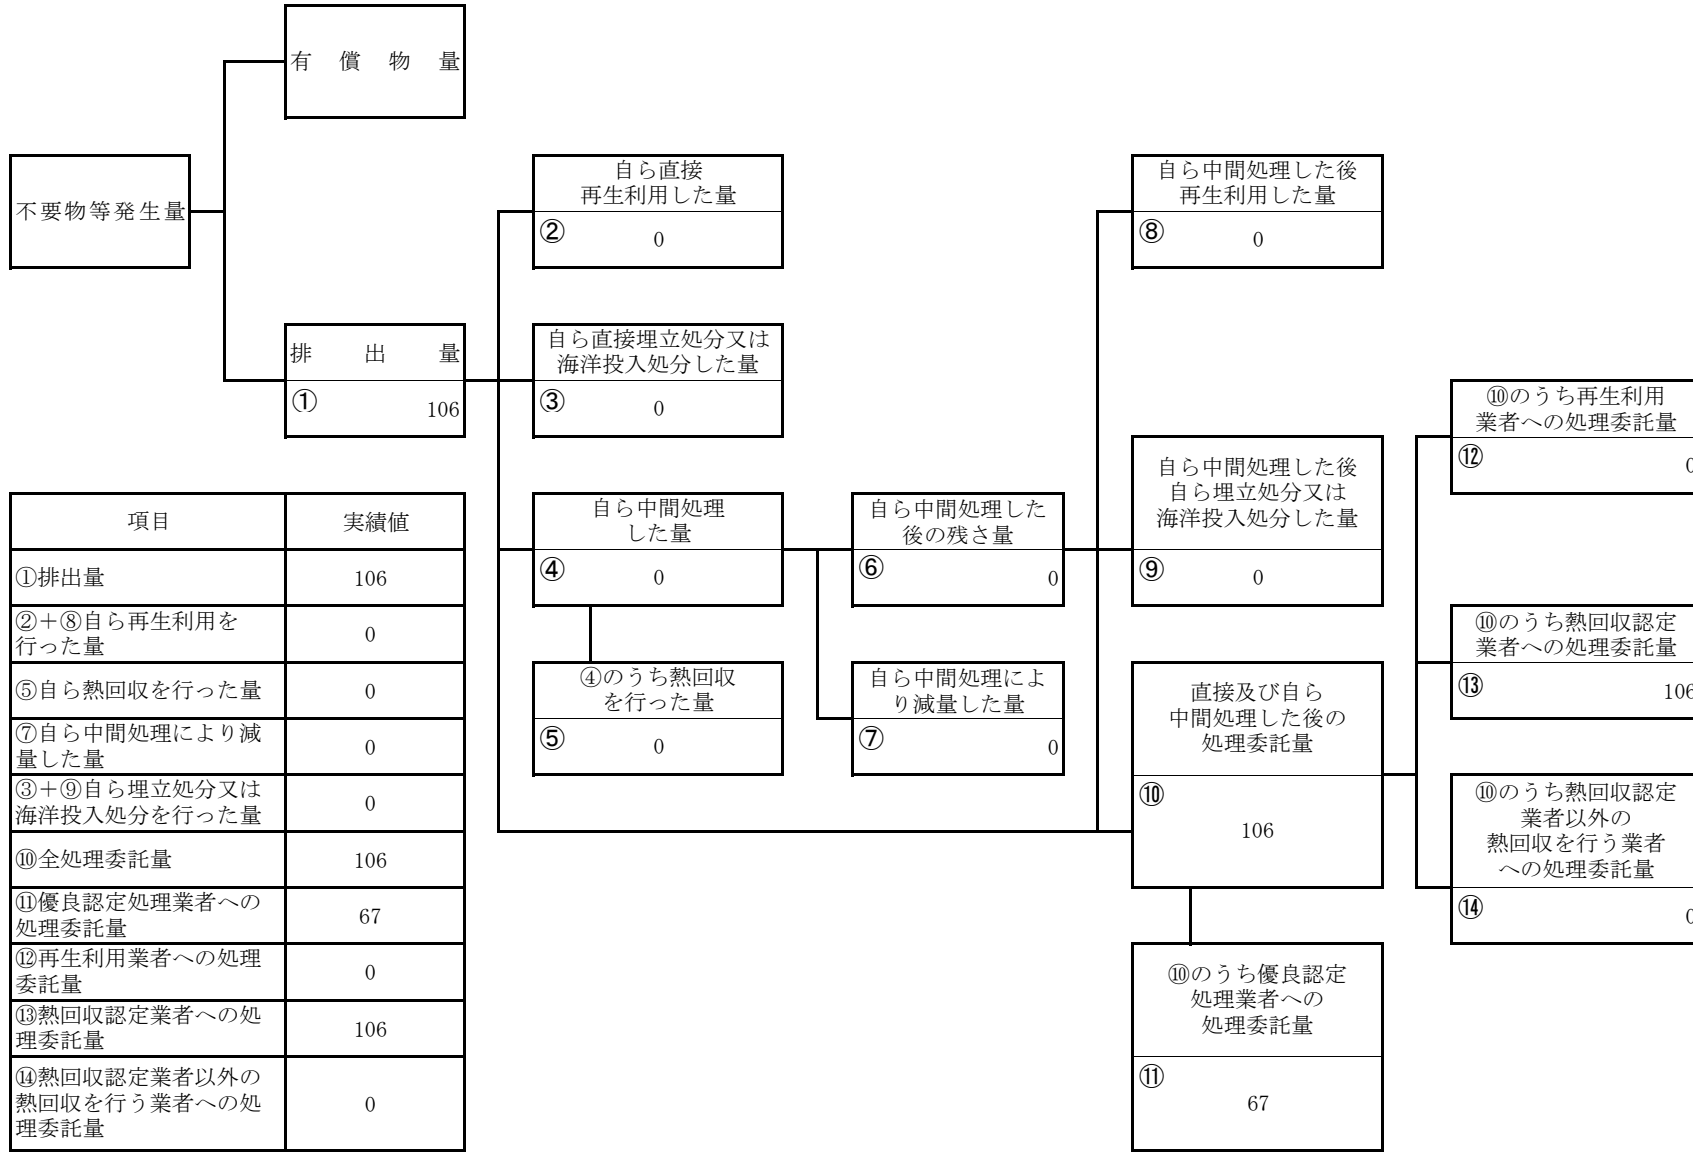 有償物量
不要物等発生量
排出量
①
106
自ら直接
再生利用した量
②
0
自ら直接埋立処分又は
海洋投入処分した量
③
0
自ら中間処理
した量
④
0
④のうち熱回収
を行った量
⑤
0
自ら中間処理した
後の残さ量
⑥
0
自ら中間処理によ
り減量した量
⑦
0
自ら中間処理した後
再生利用した量
⑧
0
自ら中間処理した後
自ら埋立処分又は
海洋投入処分した量
⑨
0
直接及び自ら
中間処理した後の
処理委託量
⑩
106
⑩のうち優良認定
処理業者への
処理委託量
⑪
67
⑩のうち再生利用
業者への処理委託量
⑫
0
⑩のうち熱回収認定
業者への処理委託量
⑬
106
⑩のうち熱回収認定
業者以外の
熱回収を行う業者
への処理委託量
⑭
0
項目 実績値
①排出量 106
②+⑧自ら再生利用を
行った量
0
⑤自ら熱回収を行った量 0
⑦自ら中間処理により減
量した量
0
③+⑨自ら埋立処分又は
海洋投入処分を行った量
0
⑩全処理委託量 106
⑪優良認定処理業者への
処理委託量
67
⑫再生利用業者への処理
委託量
0
⑬熱回収認定業者への処
理委託量
106
⑭熱回収認定業者以外の
熱回収を行う業者への処
理委託量
0